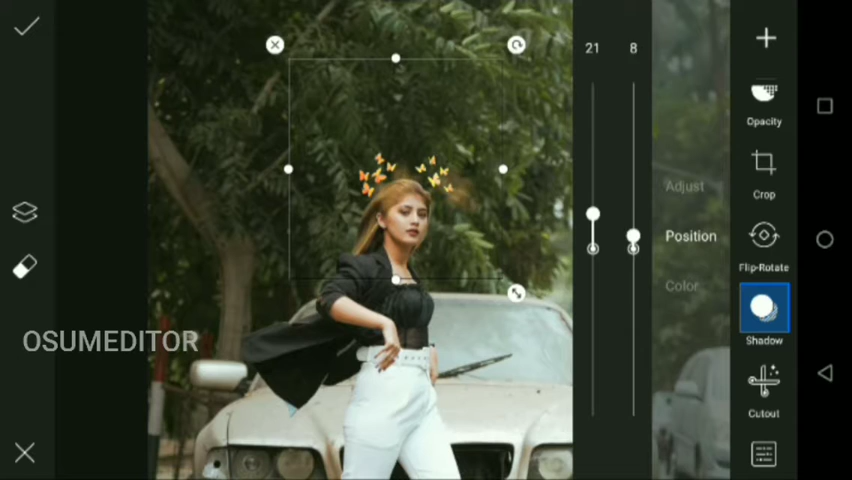 21 8
Opacity
Crop
Adjust
Position
Color
Flip-Rotate
Shadow
OSUMEDITOR
Cutout